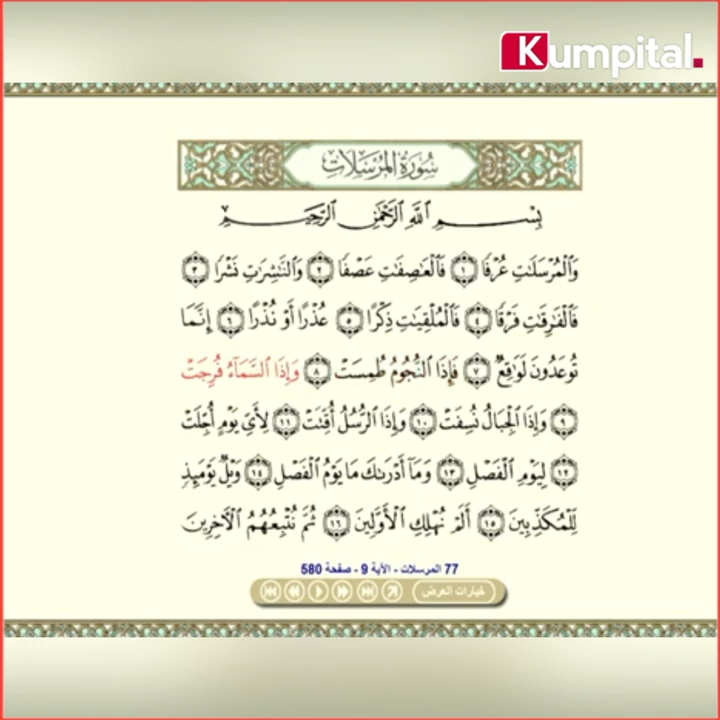 Kumpital.
سُورَةُ المُرْسَلَات
بِسْمِ ٱللَّهِ ٱلرَّحْمَٰنِ ٱلرَّحِيمِ
وَٱلْمُرْسَلَٰتِ عُرْفًا ١ فَٱلْعَٰصِفَٰتِ عَصْفًا ٢ وَٱلنَّٰشِرَٰتِ نَشْرًا ٣
فَٱلْفَٰرِقَٰتِ فَرْقًا ٤ فَٱلْمُلْقِيَٰتِ ذِكْرًا ٥ عُذْرًا أَوْ نُذْرًا ٦ إِنَّمَا
تُوعَدُونَ لَوَٰقِعٌ ٧ فَإِذَا ٱلنُّجُومُ طُمِسَتْ ٨ وَإِذَا ٱلسَّمَآءُ فُرِجَتْ
٩ وَإِذَا ٱلْجِبَالُ نُسِفَتْ ١٠ وَإِذَا ٱلرُّسُلُ أُقِّتَتْ ١١ لِأَىِّ يَوْمٍ أُجِّلَتْ
١٢ لِيَوْمِ ٱلْفَصْلِ ١٣ وَمَآ أَدْرَىٰكَ مَا يَوْمُ ٱلْفَصْلِ ١٤ وَيْلٌ يَوْمَئِذٍ
لِّلْمُكَذِّبِينَ ١٥ أَلَمْ نُهْلِكِ ٱلْأَوَّلِينَ ١٦ ثُمَّ نُتْبِعُهُمُ ٱلْءَاخِرِينَ
77 المرسلات - الآية 9 - صفحة 580
خيارات العرض